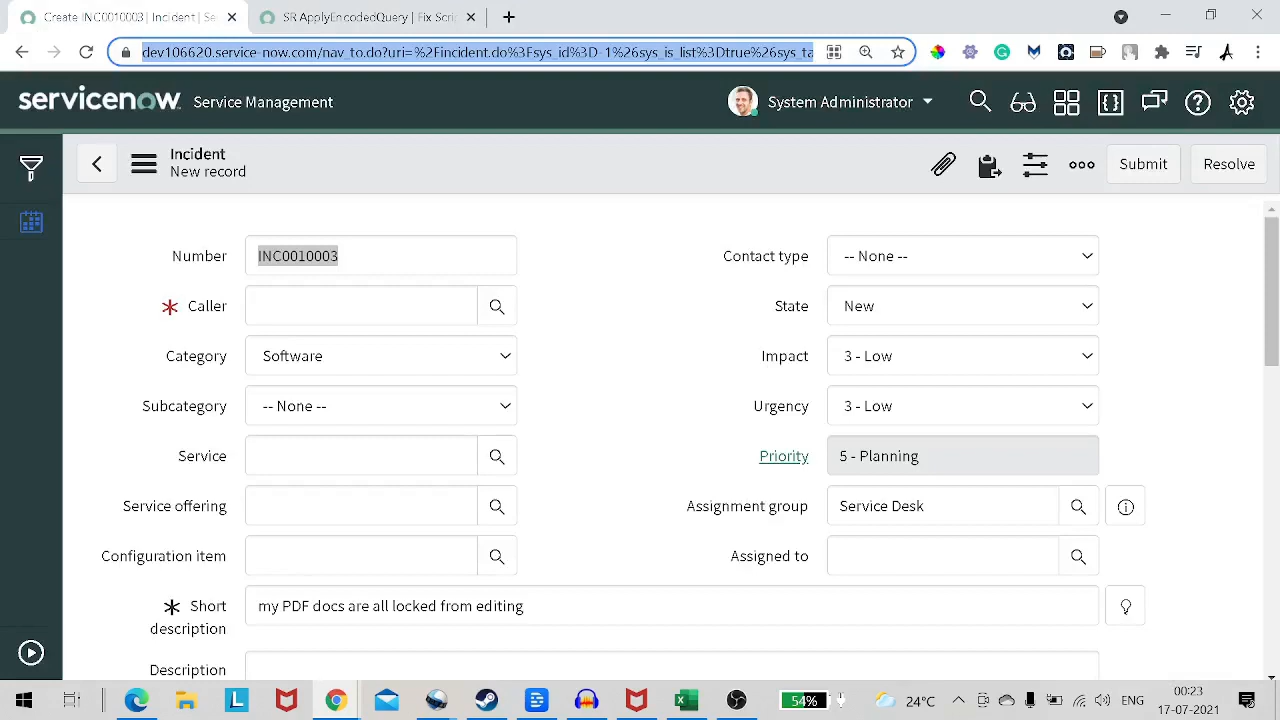 Create INC0010003 | Incident | Se
SR ApplyEncodedQuery | Fix Scrip
dev106620.service-now.com/nav_to.do?uri=%2Fincident.do%3Fsys_id%3D-1%26sys_is_list%3Dtrue%26sys_ta
servicenow Service Management
System Administrator
Incident
New record
Submit
Resolve
Number
INC0010003
Contact type
-- None --
* Caller
State
New
Category
Software
Impact
3 - Low
Subcategory
-- None --
Urgency
3 - Low
Service
Priority
5 - Planning
Service offering
Assignment group
Service Desk
Configuration item
Assigned to
* Short
description
my PDF docs are all locked from editing
Description
54%
24°C
ENG
00:23
17-07-2021